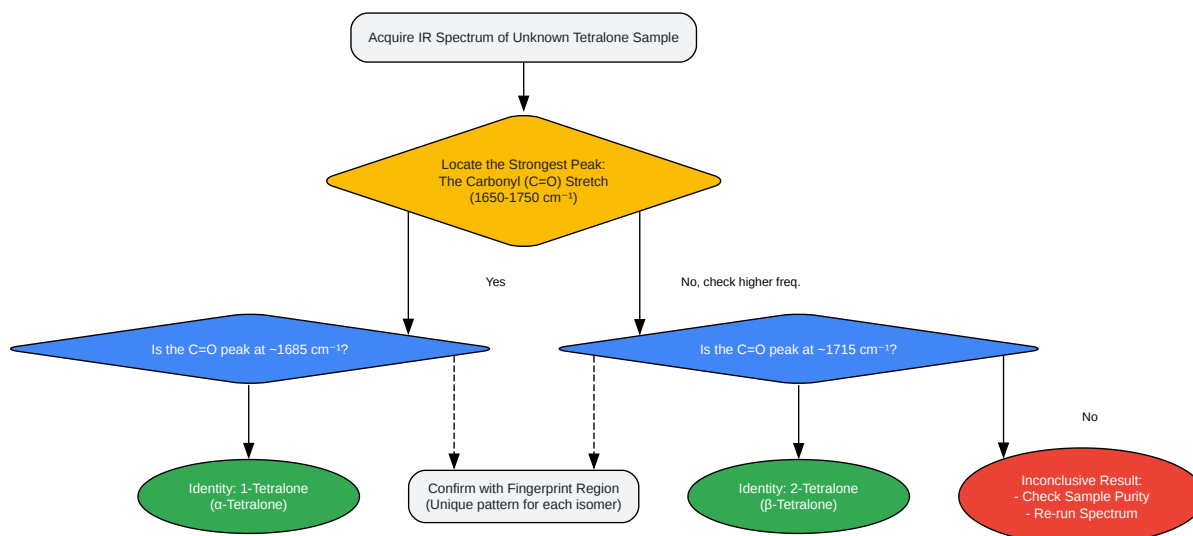 Acquire IR Spectrum of Unknown Tetralone Sample
Locate the Strongest Peak:
The Carbonyl (C=O) Stretch
(1650-1750 cm⁻¹)
Yes
No, check higher freq.
Is the C=O peak at ~1685 cm⁻¹?
Is the C=O peak at ~1715 cm⁻¹?
No
Identity: 1-Tetralone
(α-Tetralone)
Confirm with Fingerprint Region
(Unique pattern for each isomer)
Identity: 2-Tetralone
(β-Tetralone)
Inconclusive Result:
- Check Sample Purity
- Re-run Spectrum